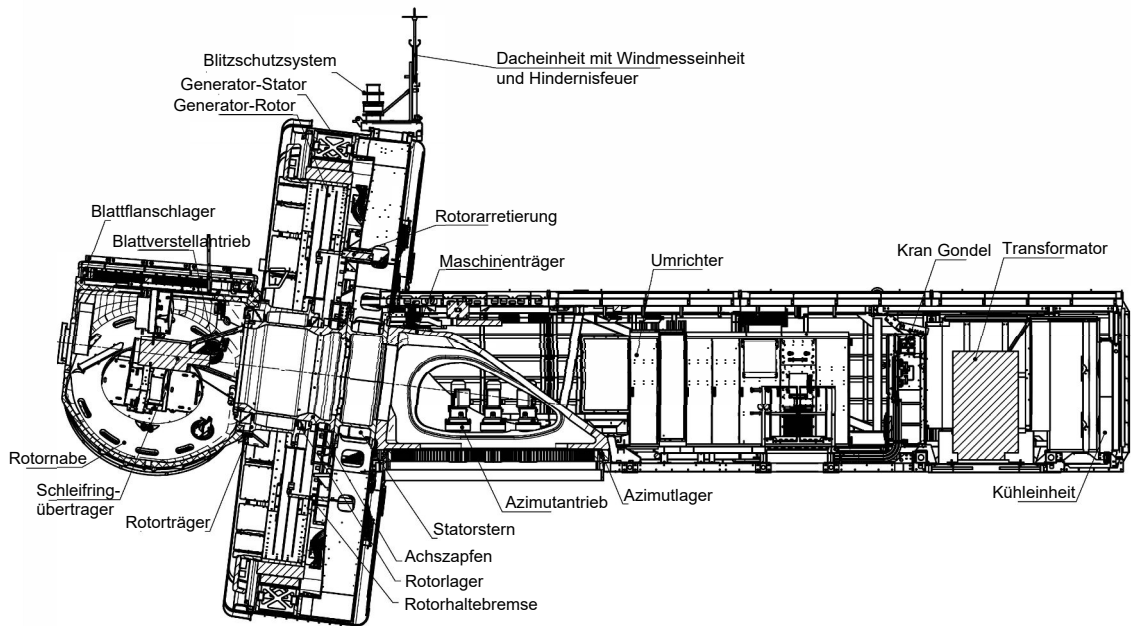 Dacheinheit mit Windmesseinheit
und Hindernisfeuer
Blitzschutzsystem
Generator-Stator
Generator-Rotor
Blattflanschlager
Blattverstellantrieb
Rotorarretierung
Maschinenträger
Umrichter
Kran Gondel
Transformator
Rotornabe
Schleifring-
übertrager
Rotorträger
Azimutantrieb
Azimutlager
Kühleinheit
Statorstern
Achszapfen
Rotorlager
Rotorhaltebremse